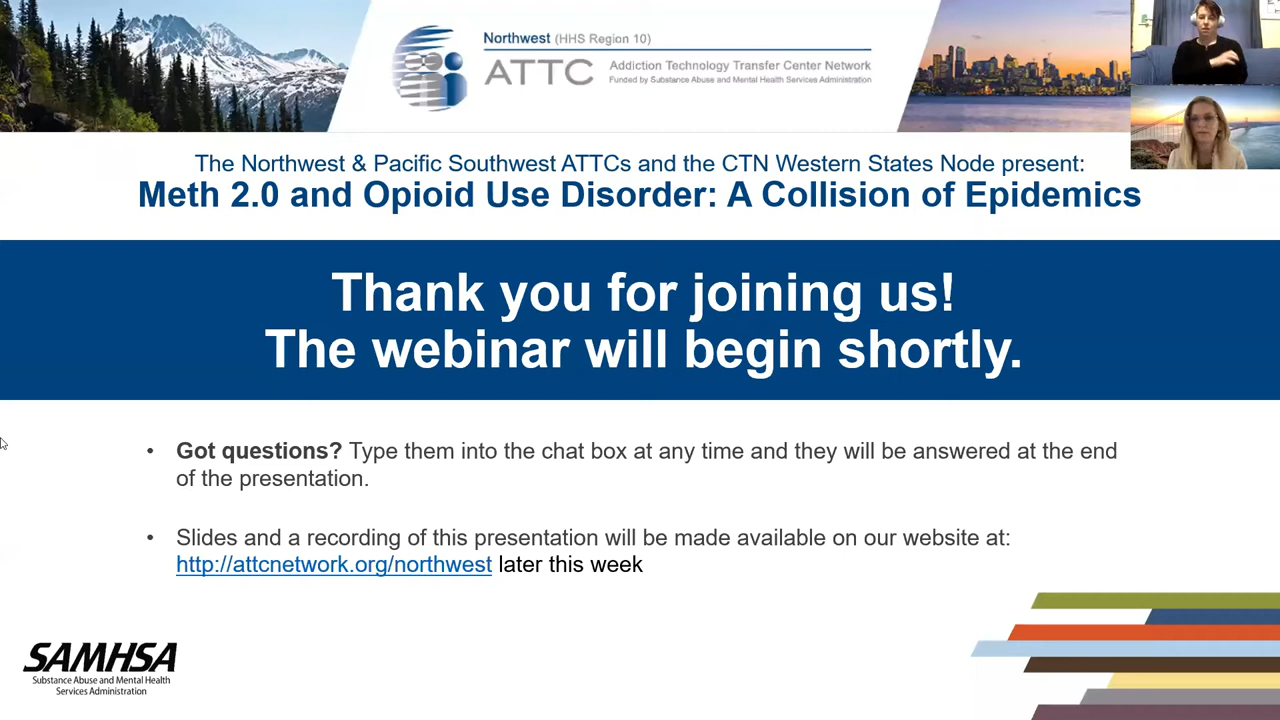 Northwest (HHS Region 10)
ATTC
Addiction Technology Transfer Center Network
Funded by Substance Abuse and Mental Health Services Administration
The Northwest & Pacific Southwest ATTCs and the CTN Western States Node present:
Meth 2.0 and Opioid Use Disorder: A Collision of Epidemics
Thank you for joining us!
The webinar will begin shortly.
• Got questions? Type them into the chat box at any time and they will be answered at the end
of the presentation.
• Slides and a recording of this presentation will be made available on our website at:
http://attcnetwork.org/northwest later this week
SAMHSA
Substance Abuse and Mental Health
Services Administration